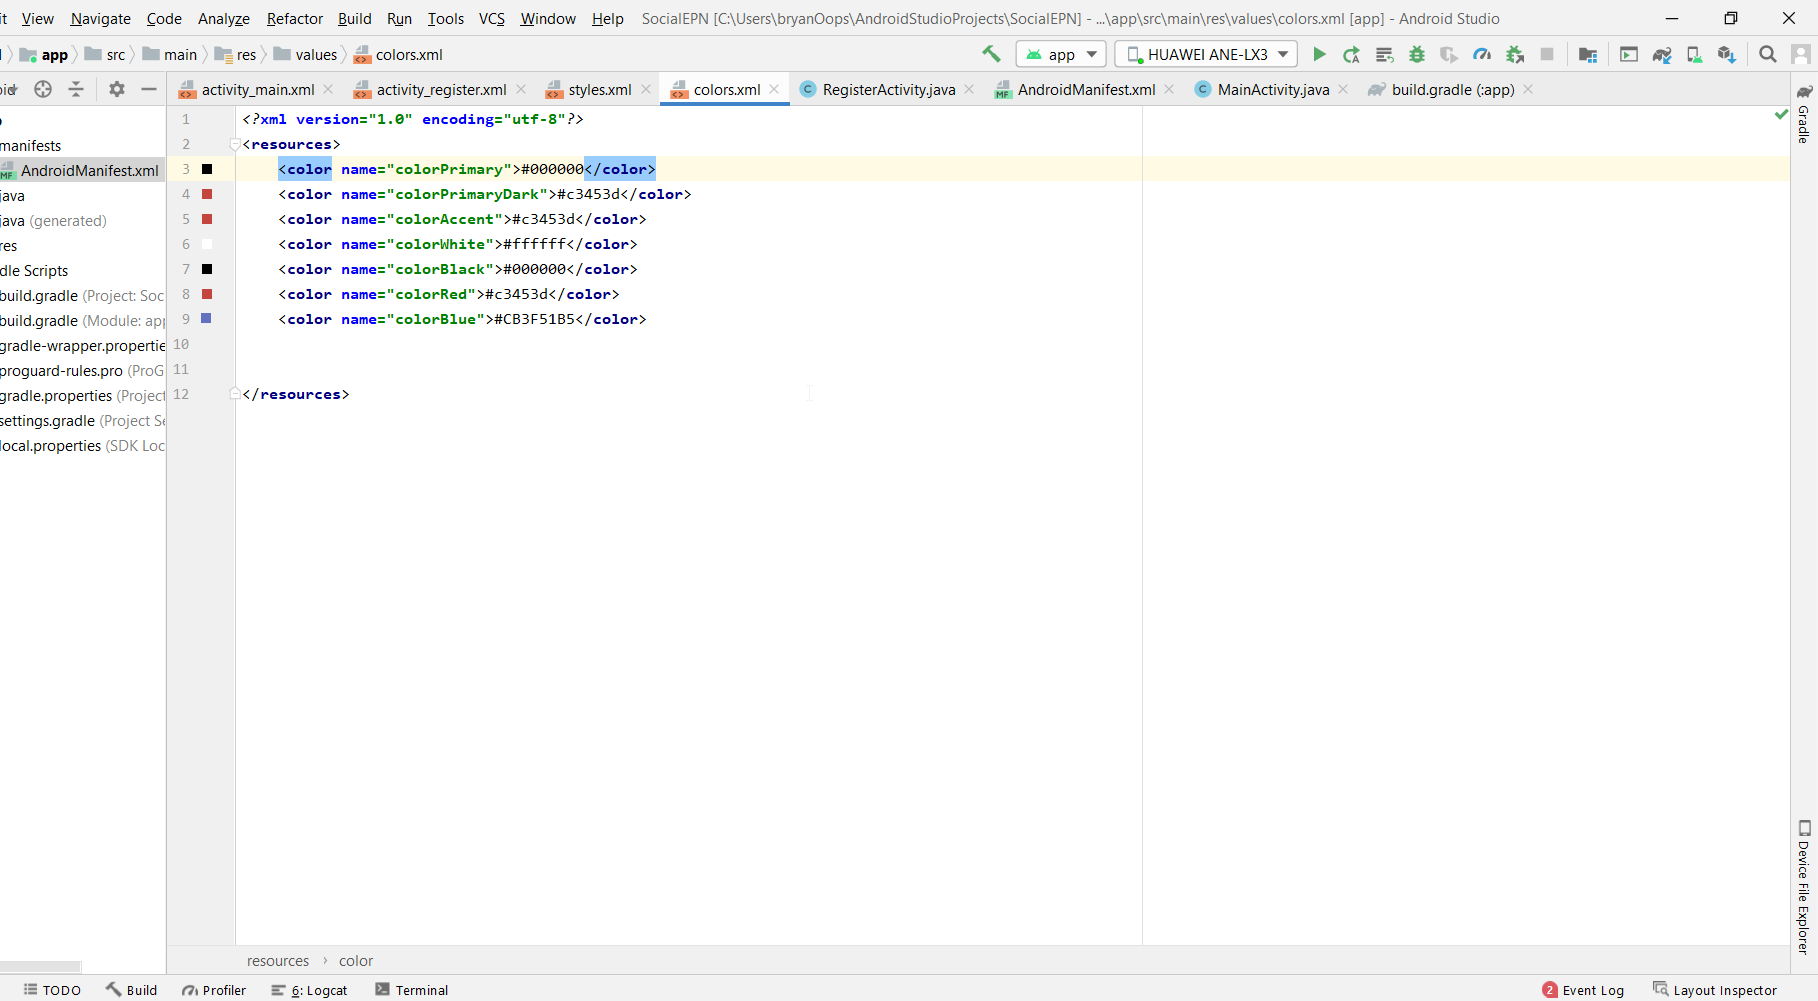 View Navigate Code Analyze Refactor Build Run Tools VCS Window Help SocialEPN [C:\Users\bryanOops\AndroidStudioProjects\SocialEPN] - ...\app\src\main\res\values\colors.xml [app] - Android Studio
app src main res values colors.xml app HUAWEI ANE-LX3
activity_main.xml activity_register.xml styles.xml colors.xml RegisterActivity.java AndroidManifest.xml MainActivity.java build.gradle (:app)
manifests
AndroidManifest.xml
java
java (generated)
res
dle Scripts
build.gradle (Project: Soc
build.gradle (Module: app
gradle-wrapper.propertie
proguard-rules.pro (ProG
gradle.properties (Project
settings.gradle (Project Se
local.properties (SDK Loc
1 <?xml version="1.0" encoding="utf-8"?>
2 <resources>
3 <color name="colorPrimary">#000000</color>
4 <color name="colorPrimaryDark">#c3453d</color>
5 <color name="colorAccent">#c3453d</color>
6 <color name="colorWhite">#ffffff</color>
7 <color name="colorBlack">#000000</color>
8 <color name="colorRed">#c3453d</color>
9 <color name="colorBlue">#CB3F51B5</color>
10
11
12 </resources>
Gradle
Device File Explorer
resources › color
TODO Build Profiler 6: Logcat Terminal 2 Event Log Layout Inspector